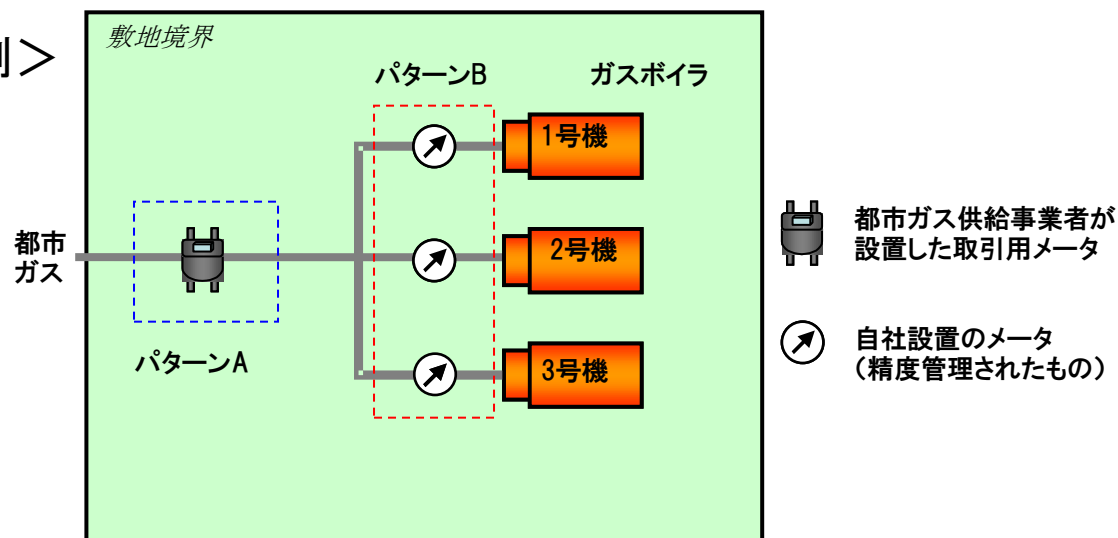 例＞
敷地境界
パターンB
ガスボイラ
1号機
2号機
3号機
都市
ガス
パターンA
都市ガス供給事業者が
設置した取引用メータ
自社設置のメータ
（精度管理されたもの）